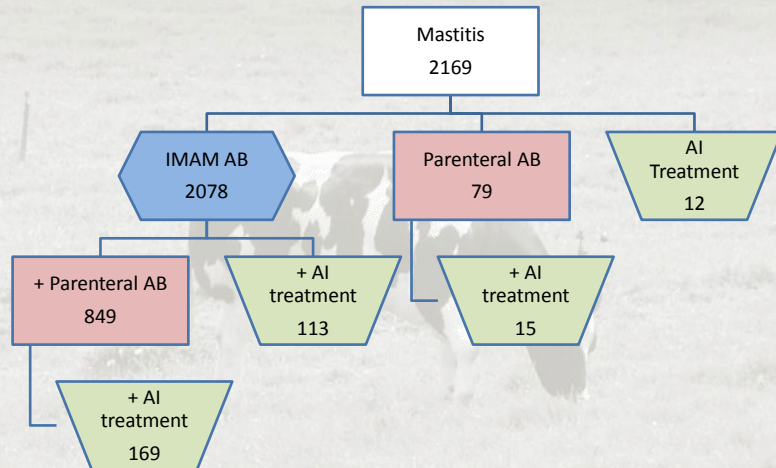 Mastitis
2169
IMAM AB
2078
Parenteral AB
79
AI
Treatment
12
+ Parenteral AB
849
+ AI
treatment
113
+ AI
treatment
15
+ AI
treatment
169